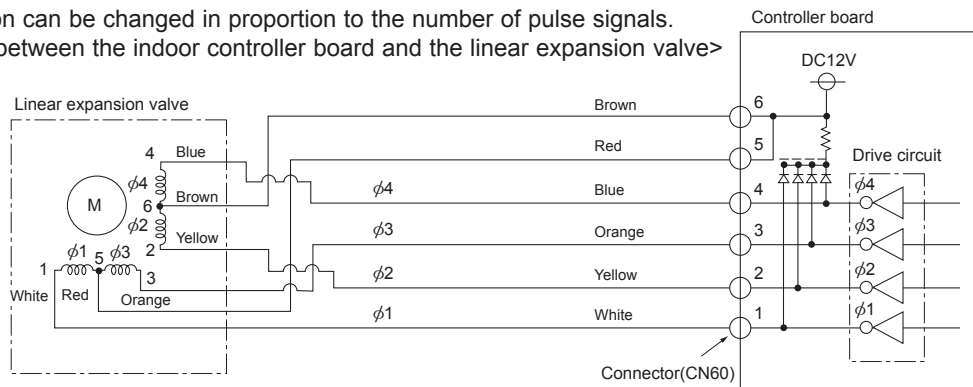 on can be changed in proportion to the number of pulse signals.
between the indoor controller board and the linear expansion valve>
Controller board
DC12V
Linear expansion valve
Brown
6
Red
5
Drive circuit
4
Blue
ϕ4
Brown
M
6
ϕ2
Yellow
2
ϕ1
5
ϕ3
1
3
White
Red
Orange
ϕ4
Blue
4
ϕ4
ϕ3
Orange
3
ϕ3
ϕ2
Yellow
2
ϕ2
ϕ1
White
1
ϕ1
Connector(CN60)